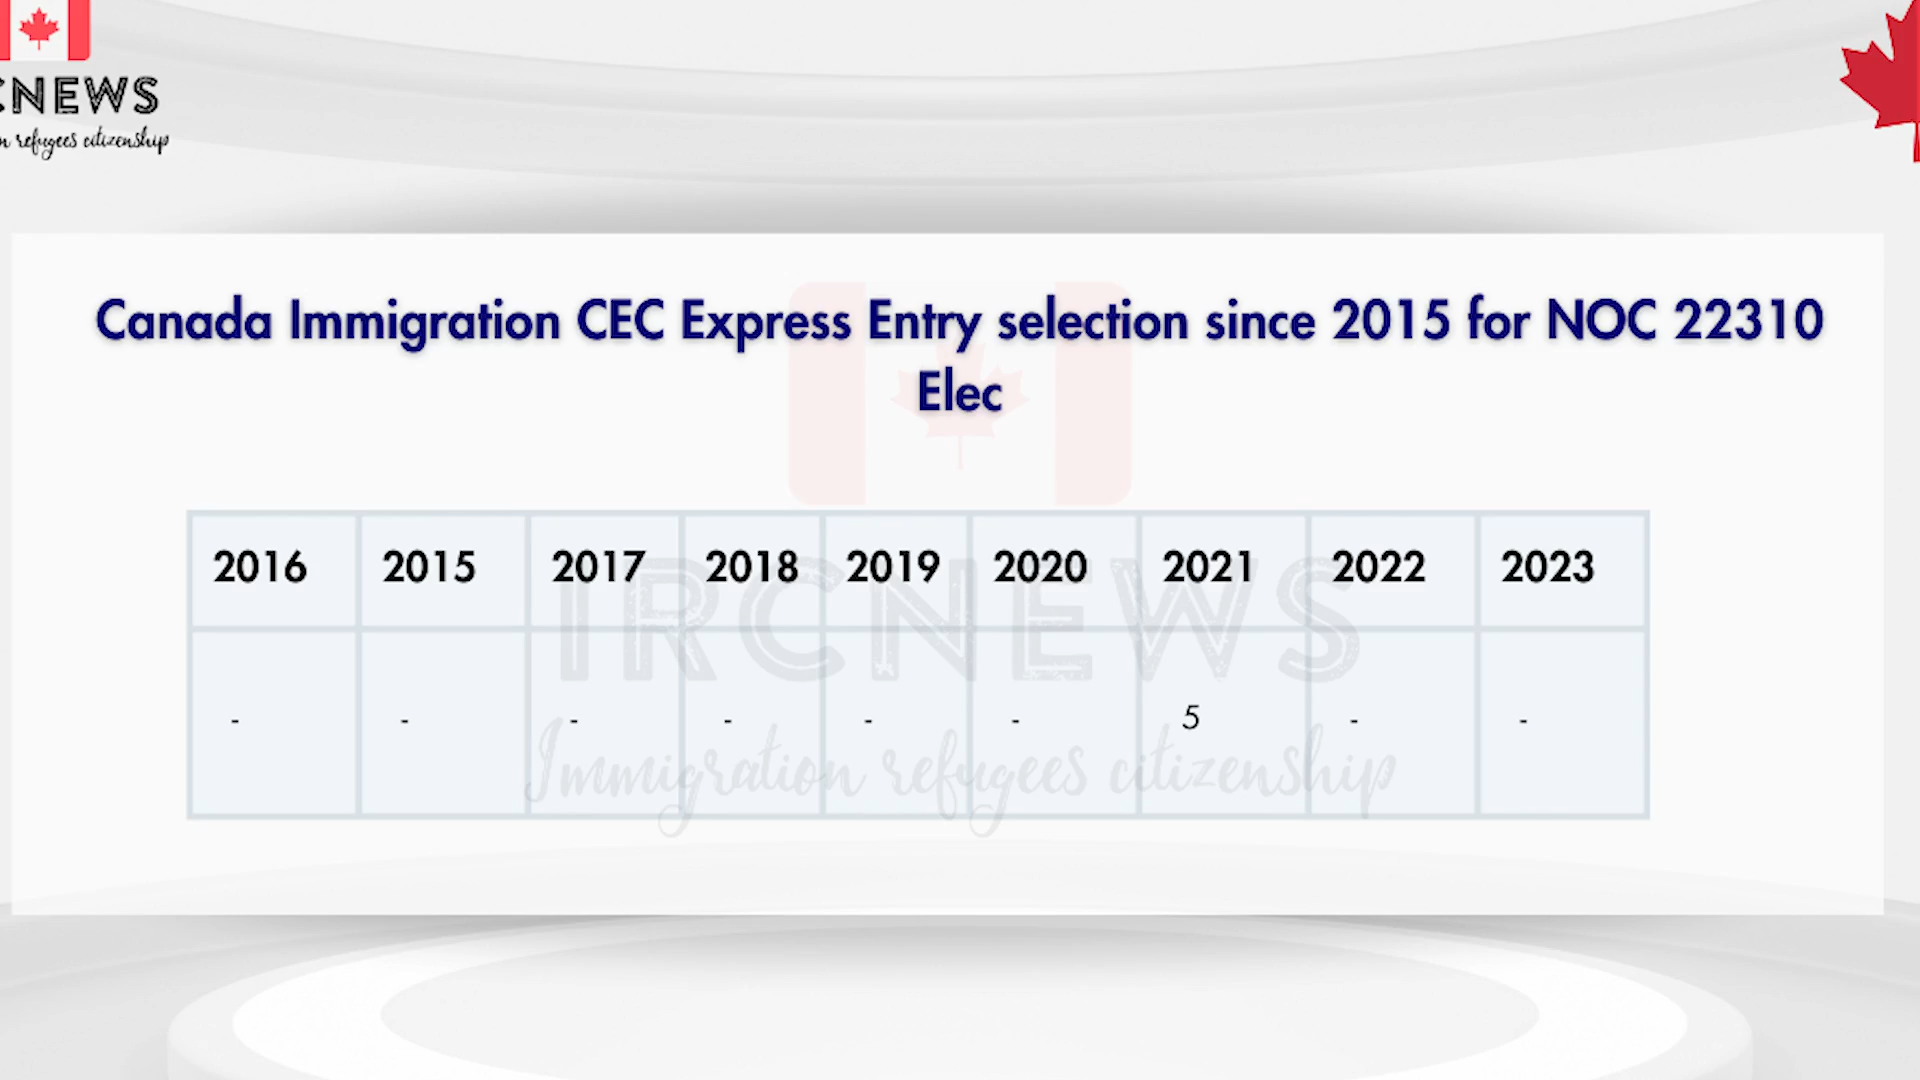 CNEWS
n refugees citizenship
Canada Immigration CEC Express Entry selection since 2015 for NOC 22310
Elec
2016 2015 2017 2018 2019 2020 2021 2022 2023
- - - - - - 5 - -
IRCNEWS
Immigration refugees citizenship